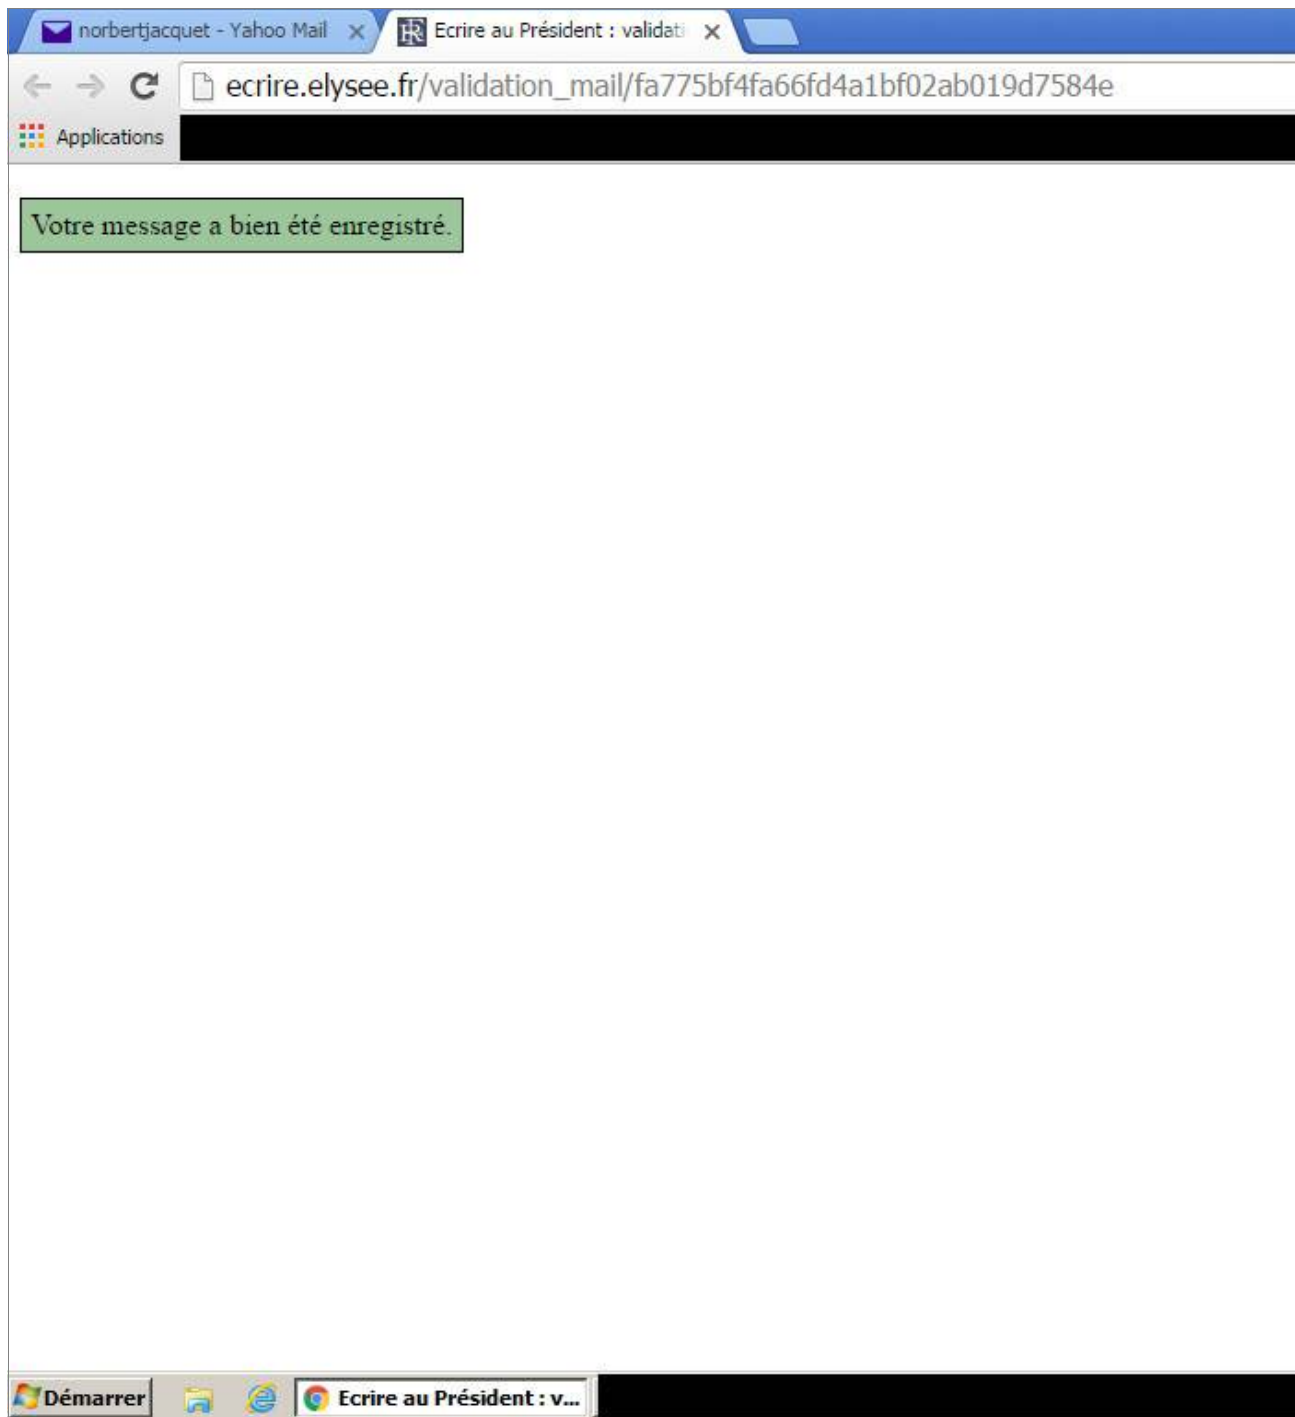 norbertjacquet - Yahoo Mail
Ecrire au Président : validati
ecrire.elysee.fr/validation_mail/fa775bf4fa66fd4a1bf02ab019d7584e
Applications
Votre message a bien été enregistré.
Démarrer
Ecrire au Président : v...